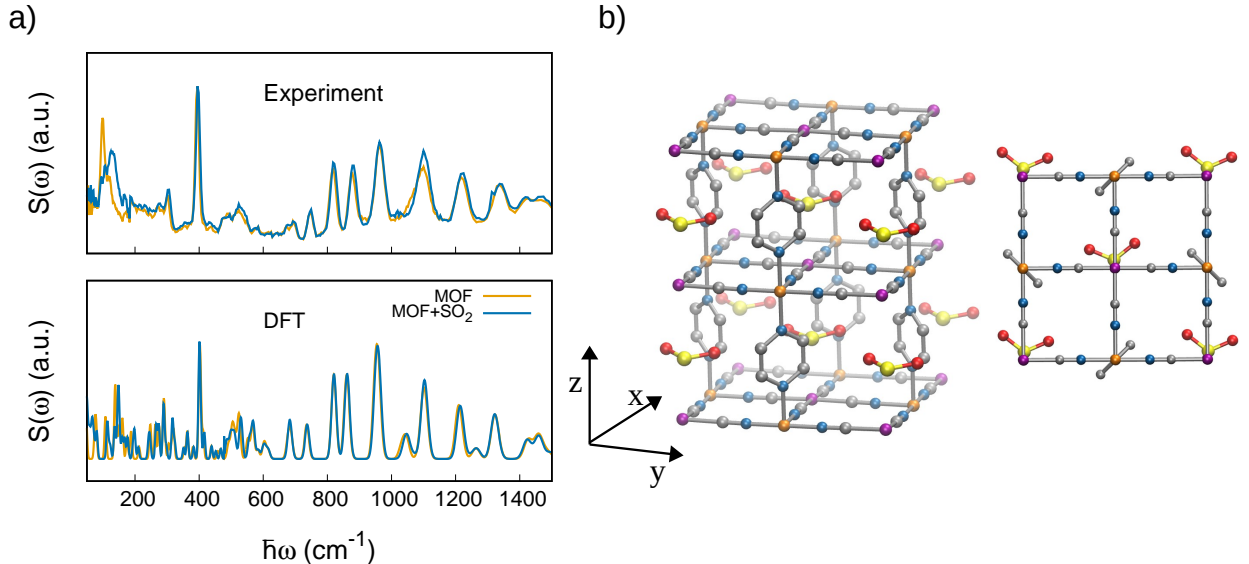 a)
b)
Experiment
S(ω) (a.u.)
MOF
MOF+SO₂
DFT
S(ω) (a.u.)
200 400 600 800 1000 1200 1400
ħω (cm⁻¹)
z
x
y